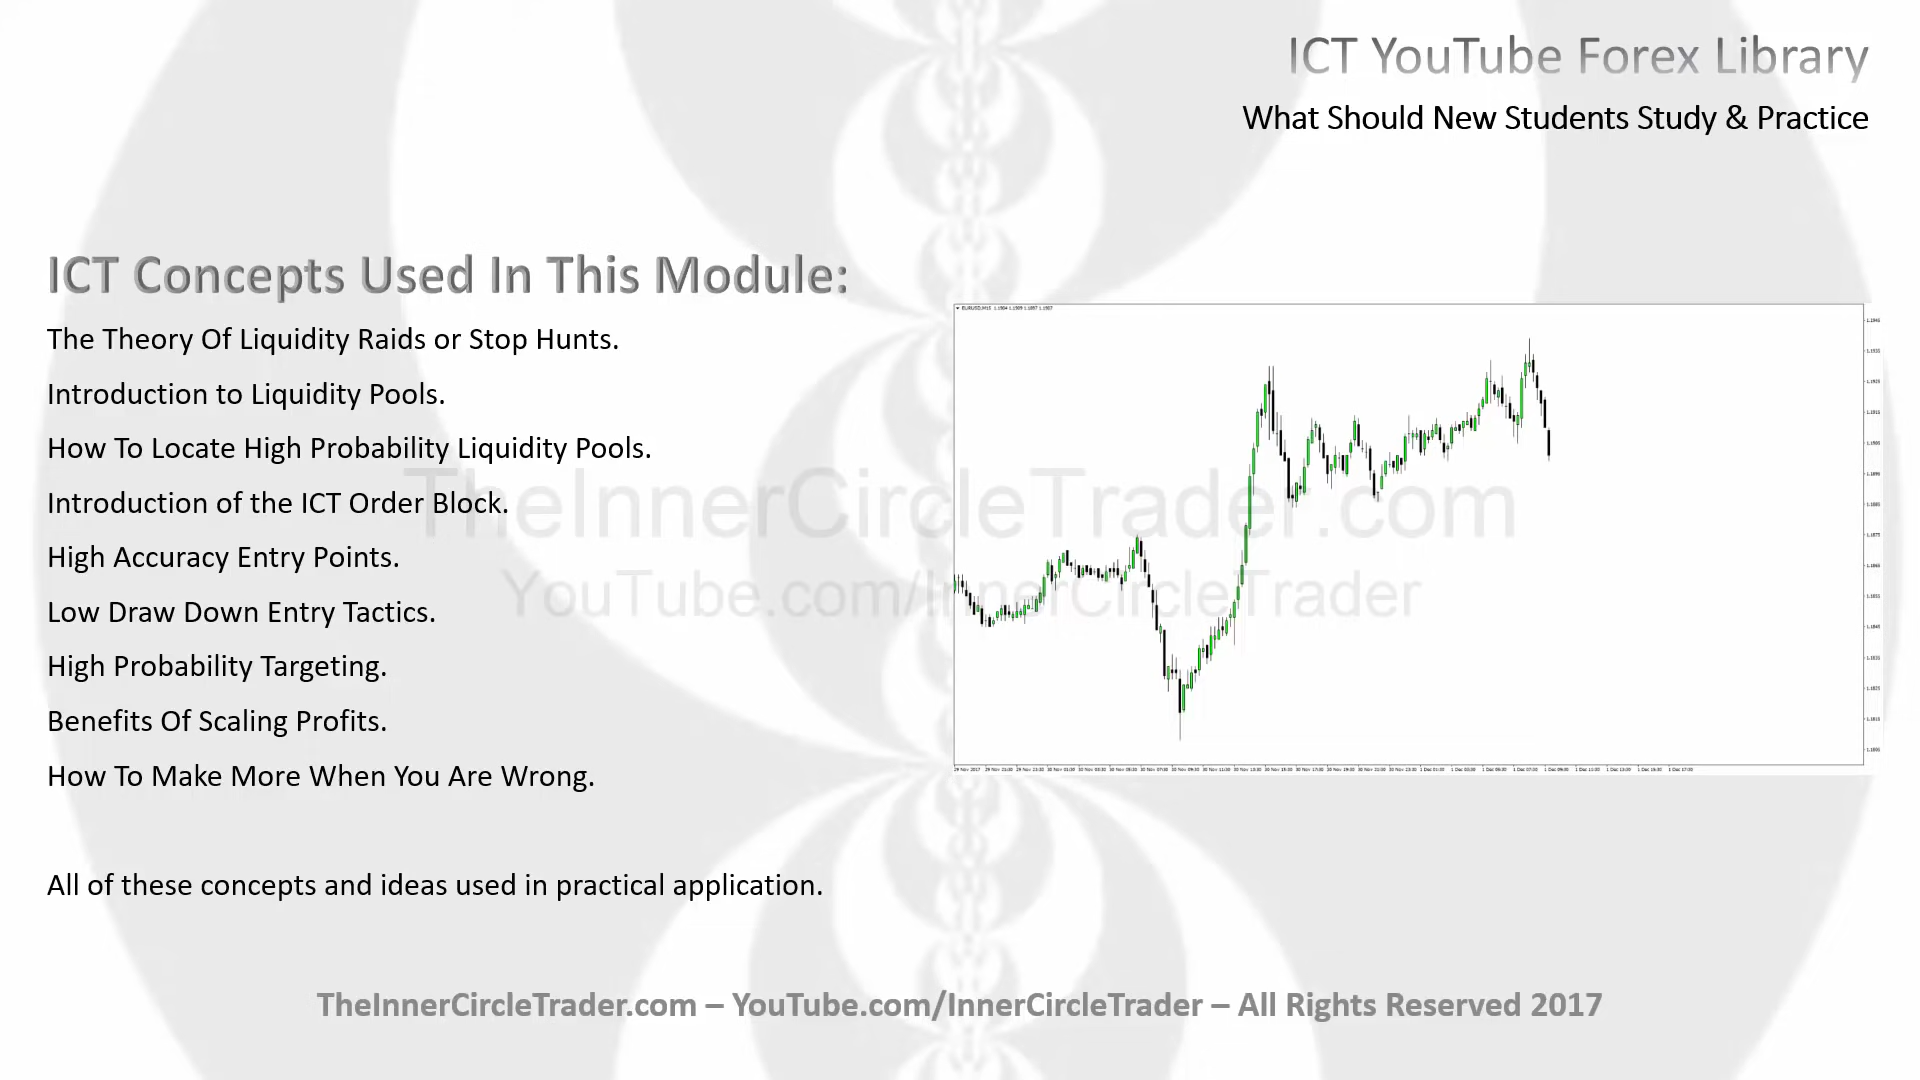 ICT YouTube Forex Library
What Should New Students Study & Practice
ICT Concepts Used In This Module:
The Theory Of Liquidity Raids or Stop Hunts.
Introduction to Liquidity Pools.
How To Locate High Probability Liquidity Pools.
Introduction of the ICT Order Block.
High Accuracy Entry Points.
Low Draw Down Entry Tactics.
High Probability Targeting.
Benefits Of Scaling Profits.
How To Make More When You Are Wrong.
All of these concepts and ideas used in practical application.
TheInnerCircleTrader.com
YouTube.com/InnerCircleTrader
TheInnerCircleTrader.com – YouTube.com/InnerCircleTrader – All Rights Reserved 2017